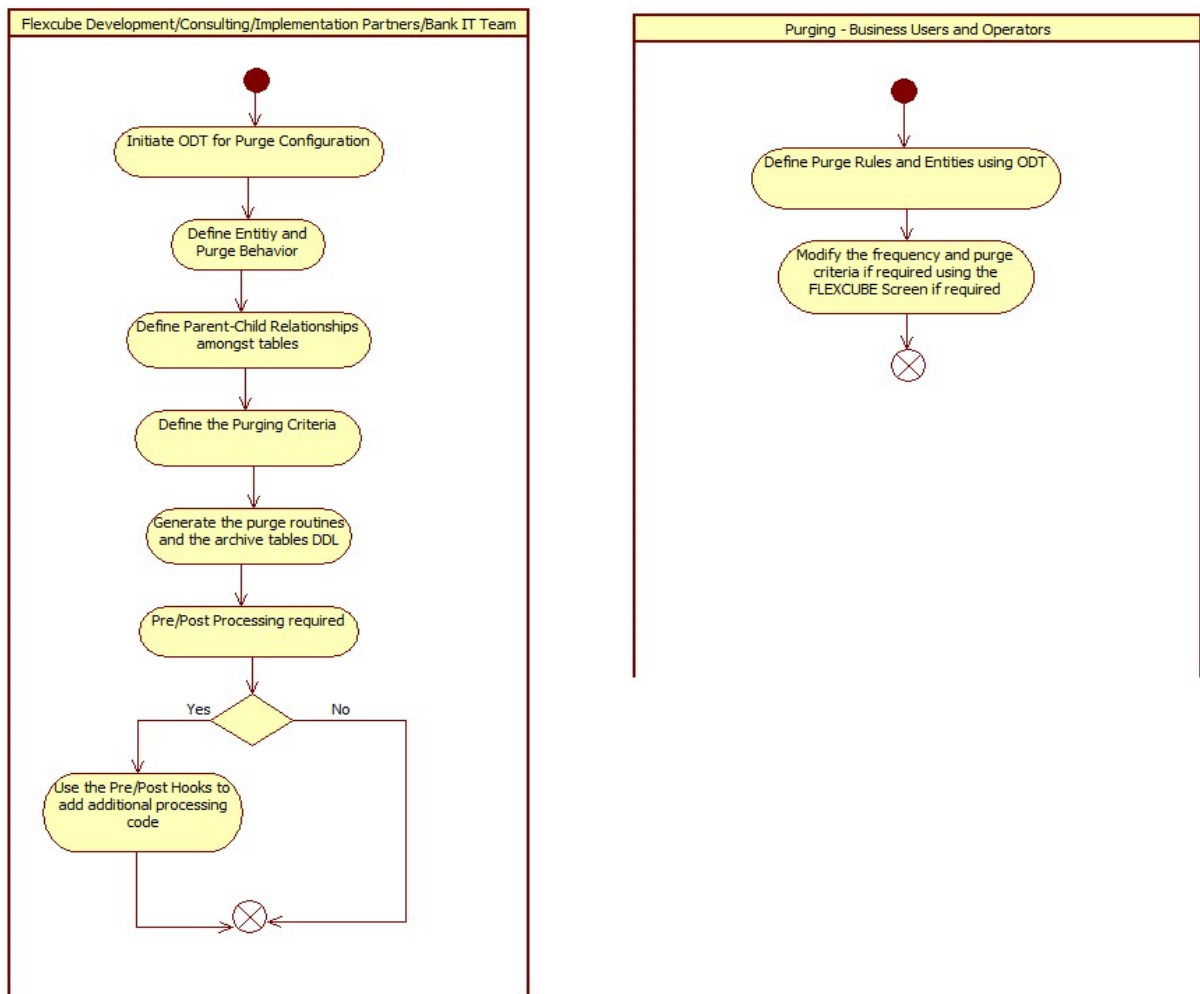 Flexcube Development/Consulting/Implementation Partners/Bank IT Team
Initiate ODT for Purge Configuration
Define Entitiy and
Purge Behavior
Define Parent-Child Relationships
amongst tables
Define the Purging Criteria
Generate the purge routines
and the archive tables DDL
Pre/Post Processing required
Yes
No
Use the Pre/Post Hooks to
add additional processing
code
Purging - Business Users and Operators
Define Purge Rules and Entities using ODT
Modify the frequency and purge
criteria if required using the
FLEXCUBE Screen if required